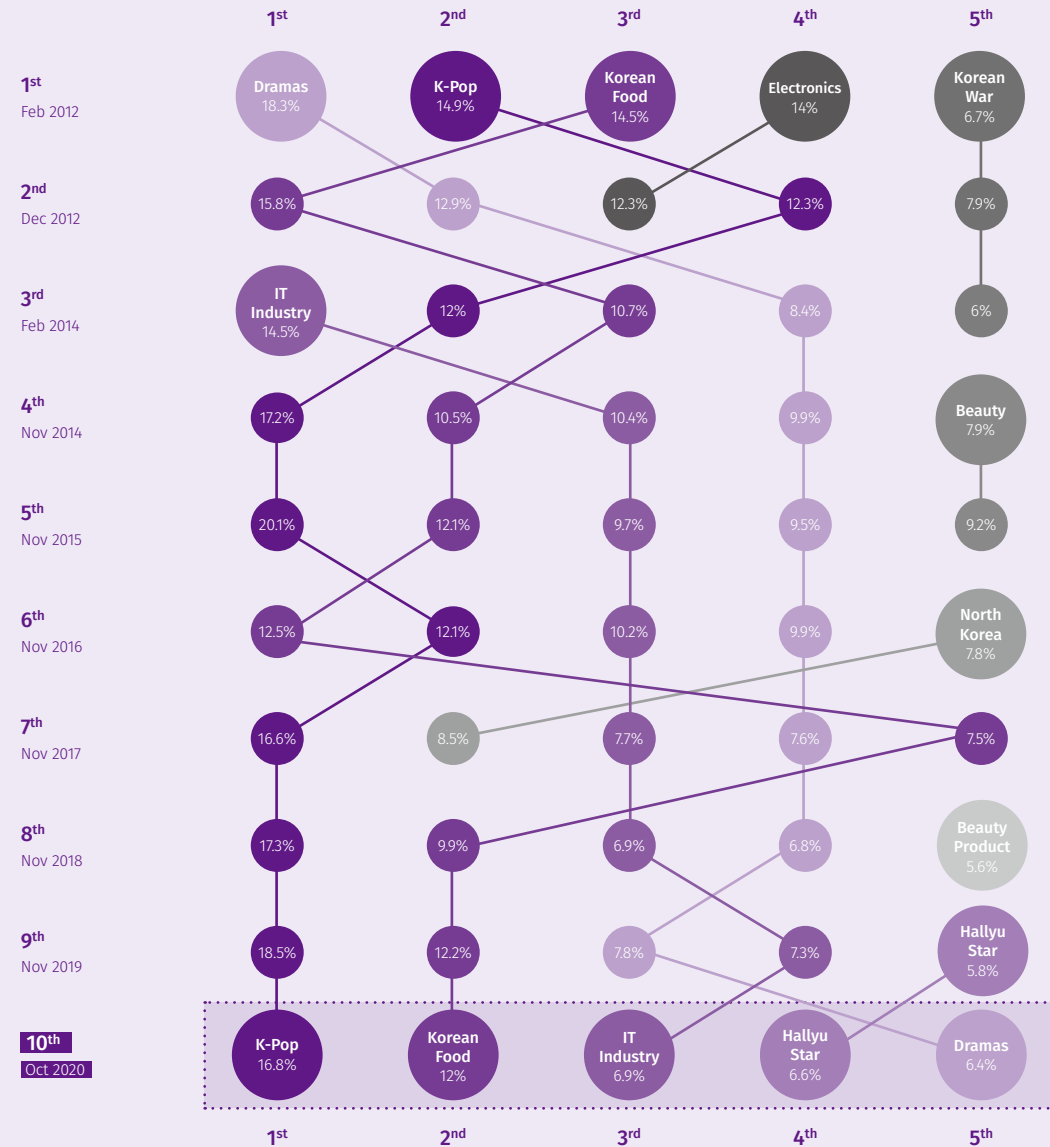 1st 2nd 3rd 4th 5th
1st
Feb 2012
Dramas
18.3%
K-Pop
14.9%
Korean
Food
14.5%
Electronics
14%
Korean
War
6.7%
2nd
Dec 2012
15.8% 12.9% 12.3% 12.3% 7.9%
3rd
Feb 2014
IT
Industry
14.5%
12% 10.7% 8.4% 6%
4th
Nov 2014
17.2% 10.5% 10.4% 9.9%
Beauty
7.9%
5th
Nov 2015
20.1% 12.1% 9.7% 9.5% 9.2%
6th
Nov 2016
12.5% 12.1% 10.2% 9.9%
North
Korea
7.8%
7th
Nov 2017
16.6% 8.5% 7.7% 7.6% 7.5%
8th
Nov 2018
17.3% 9.9% 6.9% 6.8%
Beauty
Product
5.6%
9th
Nov 2019
18.5% 12.2% 7.8% 7.3%
Hallyu
Star
5.8%
10th
Oct 2020
K-Pop
16.8%
Korean
Food
12%
IT
Industry
6.9%
Hallyu
Star
6.6%
Dramas
6.4%
1st 2nd 3rd 4th 5th